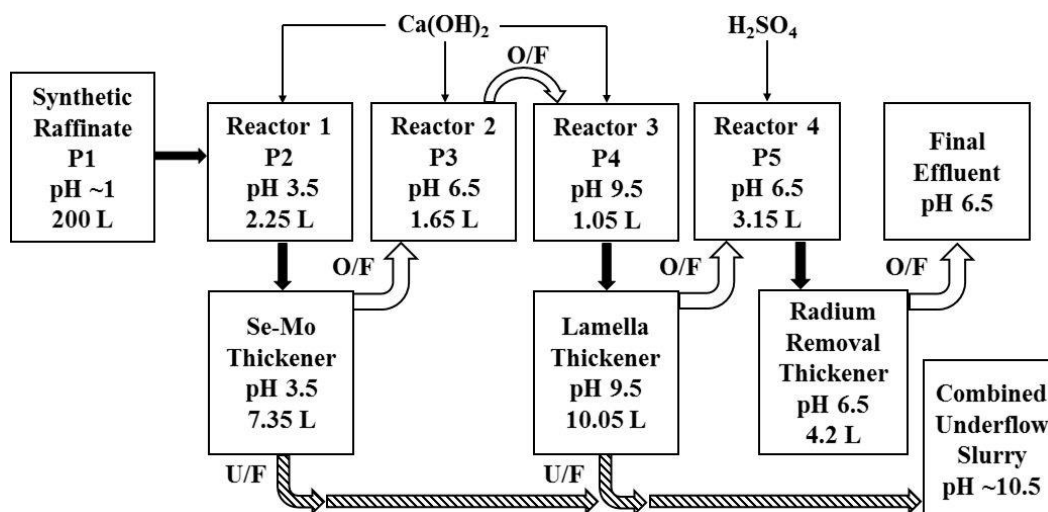 Ca(OH)2
H2SO4
O/F
Synthetic
Raffinate
P1
pH ~1
200 L
Reactor 1
P2
pH 3.5
2.25 L
Reactor 2
P3
pH 6.5
1.65 L
Reactor 3
P4
pH 9.5
1.05 L
Reactor 4
P5
pH 6.5
3.15 L
Final
Effluent
pH 6.5
O/F
O/F
O/F
Se-Mo
Thickener
pH 3.5
7.35 L
Lamella
Thickener
pH 9.5
10.05 L
Radium
Removal
Thickener
pH 6.5
4.2 L
Combined
Underflow
Slurry
pH ~10.5
U/F
U/F